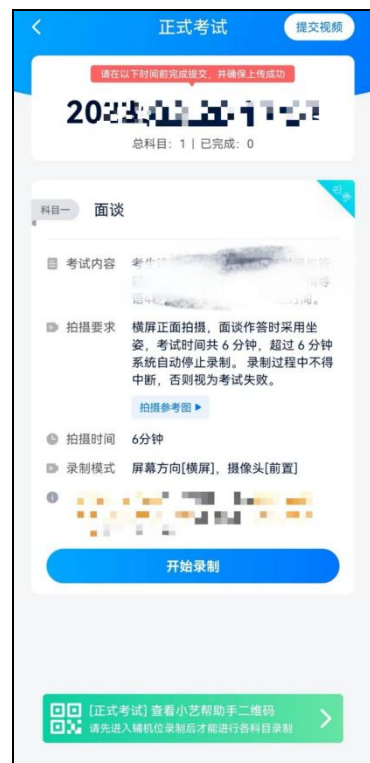 正式考试
提交视频
请在以下时间前完成提交，并确保上传成功
总科目：1 | 已完成：0
科目一 面谈
考试内容
拍摄要求 横屏正面拍摄，面谈作答时采用坐
姿，考试时间共 6 分钟，超过 6 分钟
系统自动停止录制。 录制过程中不得
中断，否则视为考试失败。
拍摄参考图
拍摄时间 6分钟
录制模式 屏幕方向[横屏]，摄像头[前置]
开始录制
[正式考试] 查看小艺帮助手二维码
请先进入辅机位录制后才能进行各科目录制